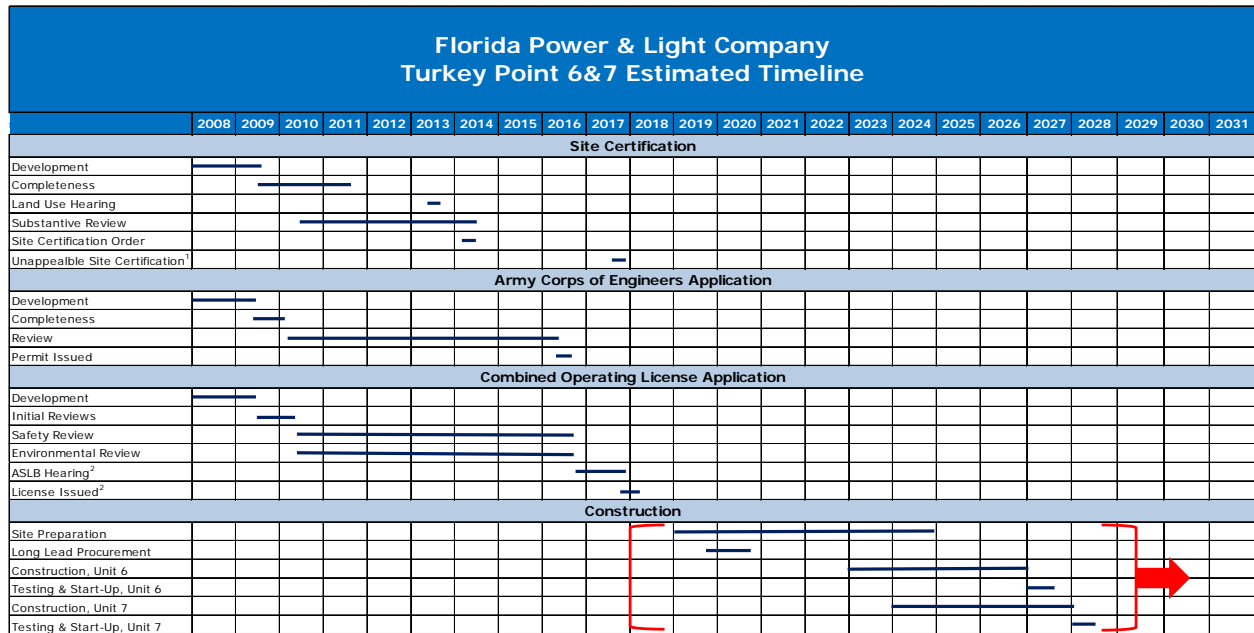 Florida Power & Light Company
Turkey Point 6&7 Estimated Timeline
2008 2009 2010 2011 2012 2013 2014 2015 2016 2017 2018 2019 2020 2021 2022 2023 2024 2025 2026 2027 2028 2029 2030 2031
Site Certification
Development
Completeness
Land Use Hearing
Substantive Review
Site Certification Order
Unappealble Site Certification1
Army Corps of Engineers Application
Development
Completeness
Review
Permit Issued
Combined Operating License Application
Development
Initial Reviews
Safety Review
Environmental Review
ASLB Hearing2
License Issued2
Construction
Site Preparation
Long Lead Procurement
Construction, Unit 6
Testing & Start-Up, Unit 6
Construction, Unit 7
Testing & Start-Up, Unit 7